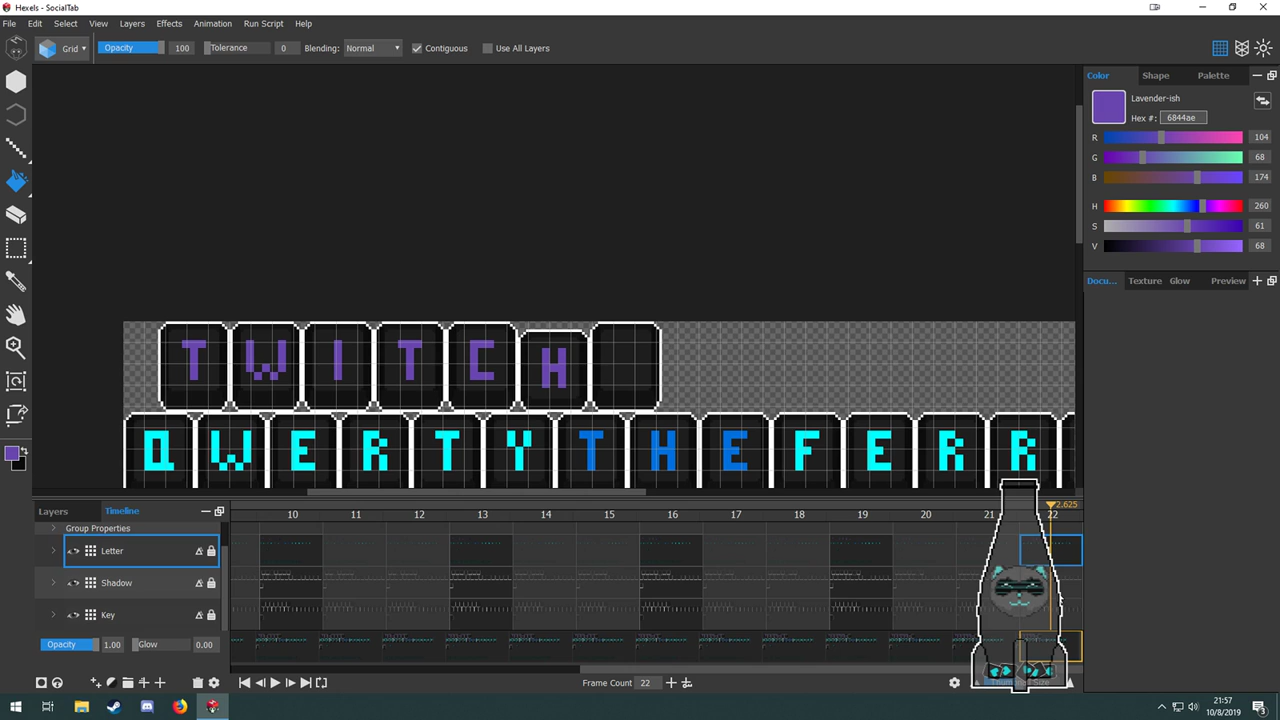 Hexels - SocialTab
File Edit Select View Layers Effects Animation Run Script Help
Grid Opacity 100 Tolerance 0 Blending: Normal Contiguous Use All Layers
Color Shape Palette
Lavender-ish
Hex #: 6844ae
R 104
G 68
B 174
H 260
S 61
V 68
Docu... Texture Glow Preview
TWITCH
QWERTYTHEFERR
Layers Timeline
2.625
10 11 12 13 14 15 16 17 18 19 20 21 22
Group Properties
Letter
Shadow
Key
Opacity 1.00 Glow 0.00
Frame Count 22
Size
21:57
10/8/2019
3